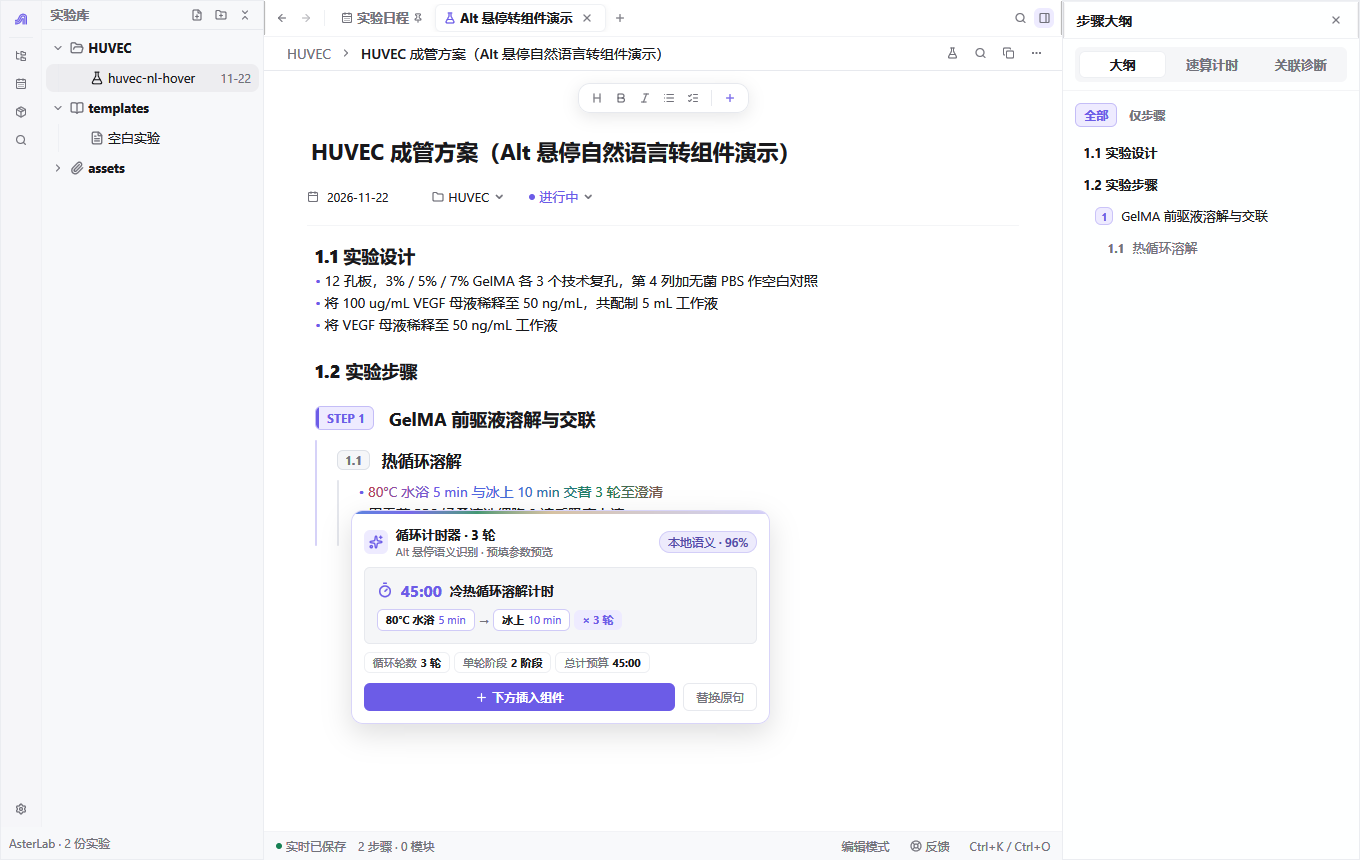 实验库
HUVEC
huvec-nl-hover 11-22
templates
空白实验
assets
AsterLab · 2 份实验
实验日程
Alt 悬停转组件演示
HUVEC
HUVEC 成管方案（Alt 悬停自然语言转组件演示）
H B I
HUVEC 成管方案（Alt 悬停自然语言转组件演示）
2026-11-22 HUVEC 进行中
1.1 实验设计
• 12 孔板，3% / 5% / 7% GelMA 各 3 个技术复孔，第 4 列加无菌 PBS 作空白对照
• 将 100 ug/mL VEGF 母液稀释至 50 ng/mL，共配制 5 mL 工作液
• 将 VEGF 母液稀释至 50 ng/mL 工作液
1.2 实验步骤
STEP 1 GelMA 前驱液溶解与交联
1.1 热循环溶解
• 80°C 水浴 5 min 与冰上 10 min 交替 3 轮至澄清
循环计时器 · 3 轮
Alt 悬停语义识别 · 预填参数预览
本地语义 · 96%
45:00 冷热循环溶解计时
80°C 水浴 5 min → 冰上 10 min × 3 轮
循环轮数 3 轮 单轮阶段 2 阶段 总计预算 45:00
+ 下方插入组件 替换原句
实时已保存 2 步骤 · 0 模块
编辑模式 反馈 Ctrl+K / Ctrl+O
步骤大纲
大纲 速算计时 关联诊断
全部 仅步骤
1.1 实验设计
1.2 实验步骤
1 GelMA 前驱液溶解与交联
1.1 热循环溶解